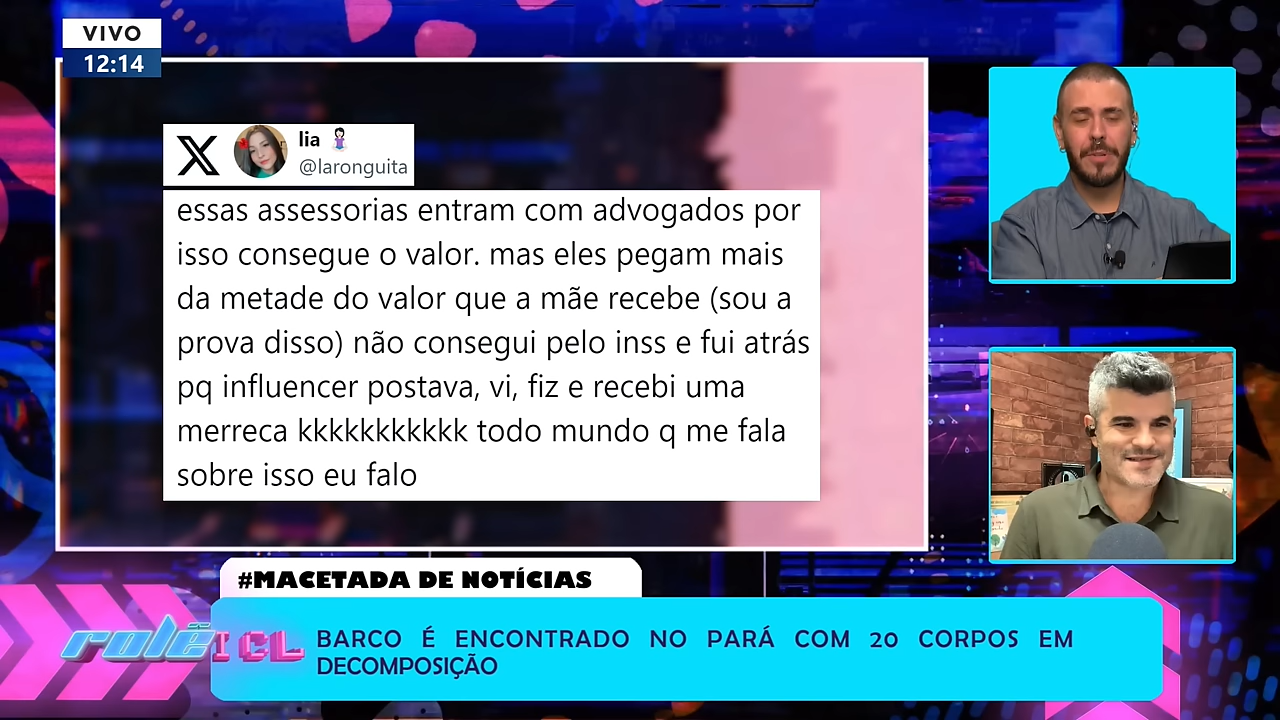 VIVO
12:14
lia
@laronguita
essas assessorias entram com advogados por
isso consegue o valor. mas eles pegam mais
da metade do valor que a mãe recebe (sou a
prova disso) não consegui pelo inss e fui atrás
pq influencer postava, vi, fiz e recebi uma
merreca kkkkkkkkkkk todo mundo q me fala
sobre isso eu falo
#MACETADA DE NOTÍCIAS
rolê ICL
BARCO É ENCONTRADO NO PARÁ COM 20 CORPOS EM
DECOMPOSIÇÃO